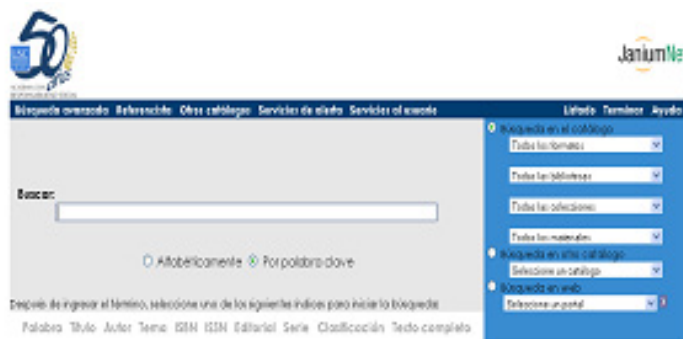 50
años
JaniumNe
Búsqueda avanzada Referencista Otros catálogos Servicios de alerta Servicios al usuario Listado Terminar Ayuda
Búsqueda en el catálogo
Todos los formatos
Todas las bibliotecas
Todas las colecciones
Todos los materiales
Búsqueda en otro catálogo
Seleccione un catálogo
Búsqueda en web
Seleccione un portal
Buscar:
Alfabéticamente Por palabra clave
Después de ingresar el término, seleccione uno de los siguientes índices para iniciar la búsqueda:
Palabra Título Autor Tema ISBN ISSN Editorial Serie Clasificación Texto completo